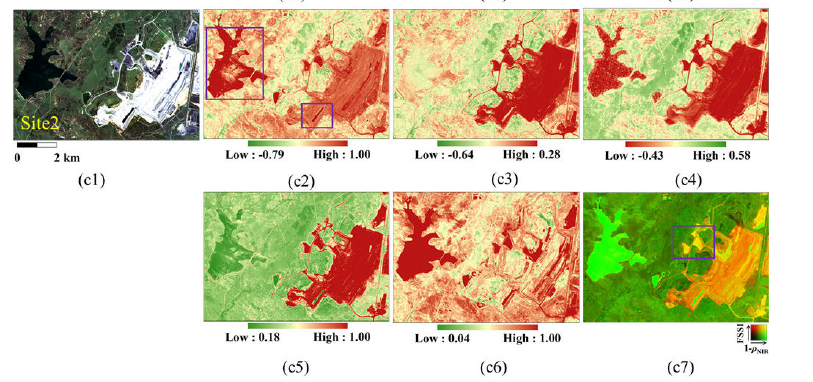 Site2
0 2 km
Low : -0.79 High : 1.00
Low : -0.64 High : 0.28
Low : -0.43 High : 0.58
(c1)
(c2)
(c3)
(c4)
FSSI
1-ρNIR
Low : 0.18 High : 1.00
Low : 0.04 High : 1.00
(c5)
(c6)
(c7)